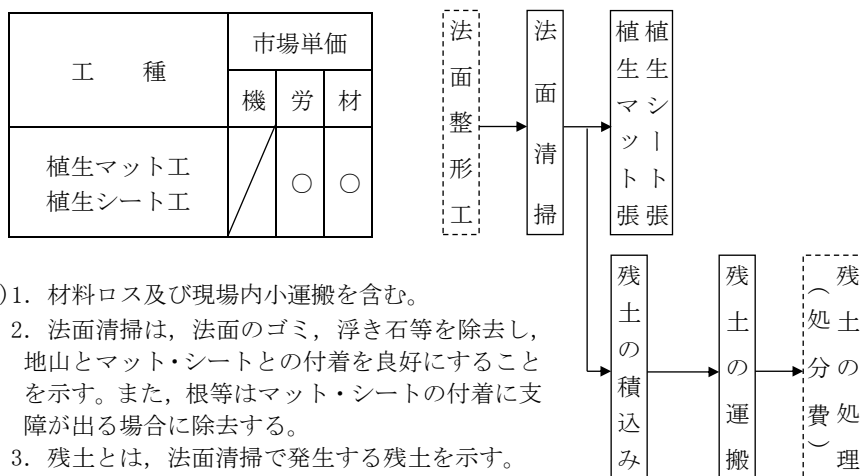 工 種
市場単価
機 労 材
植生マット工
植生シート工
○ ○
法面整形工
法面清掃
植生マット張
植生シート張
残土の積込み
残土の運搬
残土の処理
（処分費）
)1．材料ロス及び現場内小運搬を含む。
2．法面清掃は，法面のゴミ，浮き石等を除去し，
地山とマット・シートとの付着を良好にすること
を示す。また，根等はマット・シートの付着に支
障が出る場合に除去する。
3．残土とは，法面清掃で発生する残土を示す。